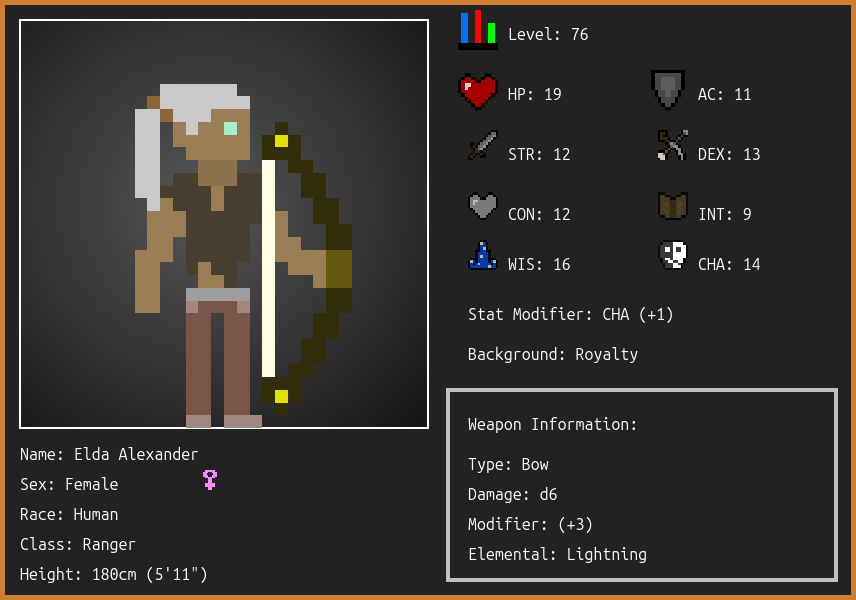 Level: 76
HP: 19
AC: 11
STR: 12
DEX: 13
CON: 12
INT: 9
WIS: 16
CHA: 14
Stat Modifier: CHA (+1)
Background: Royalty
Name: Elda Alexander
Sex: Female
Race: Human
Class: Ranger
Height: 180cm (5'11")
Weapon Information:
Type: Bow
Damage: d6
Modifier: (+3)
Elemental: Lightning